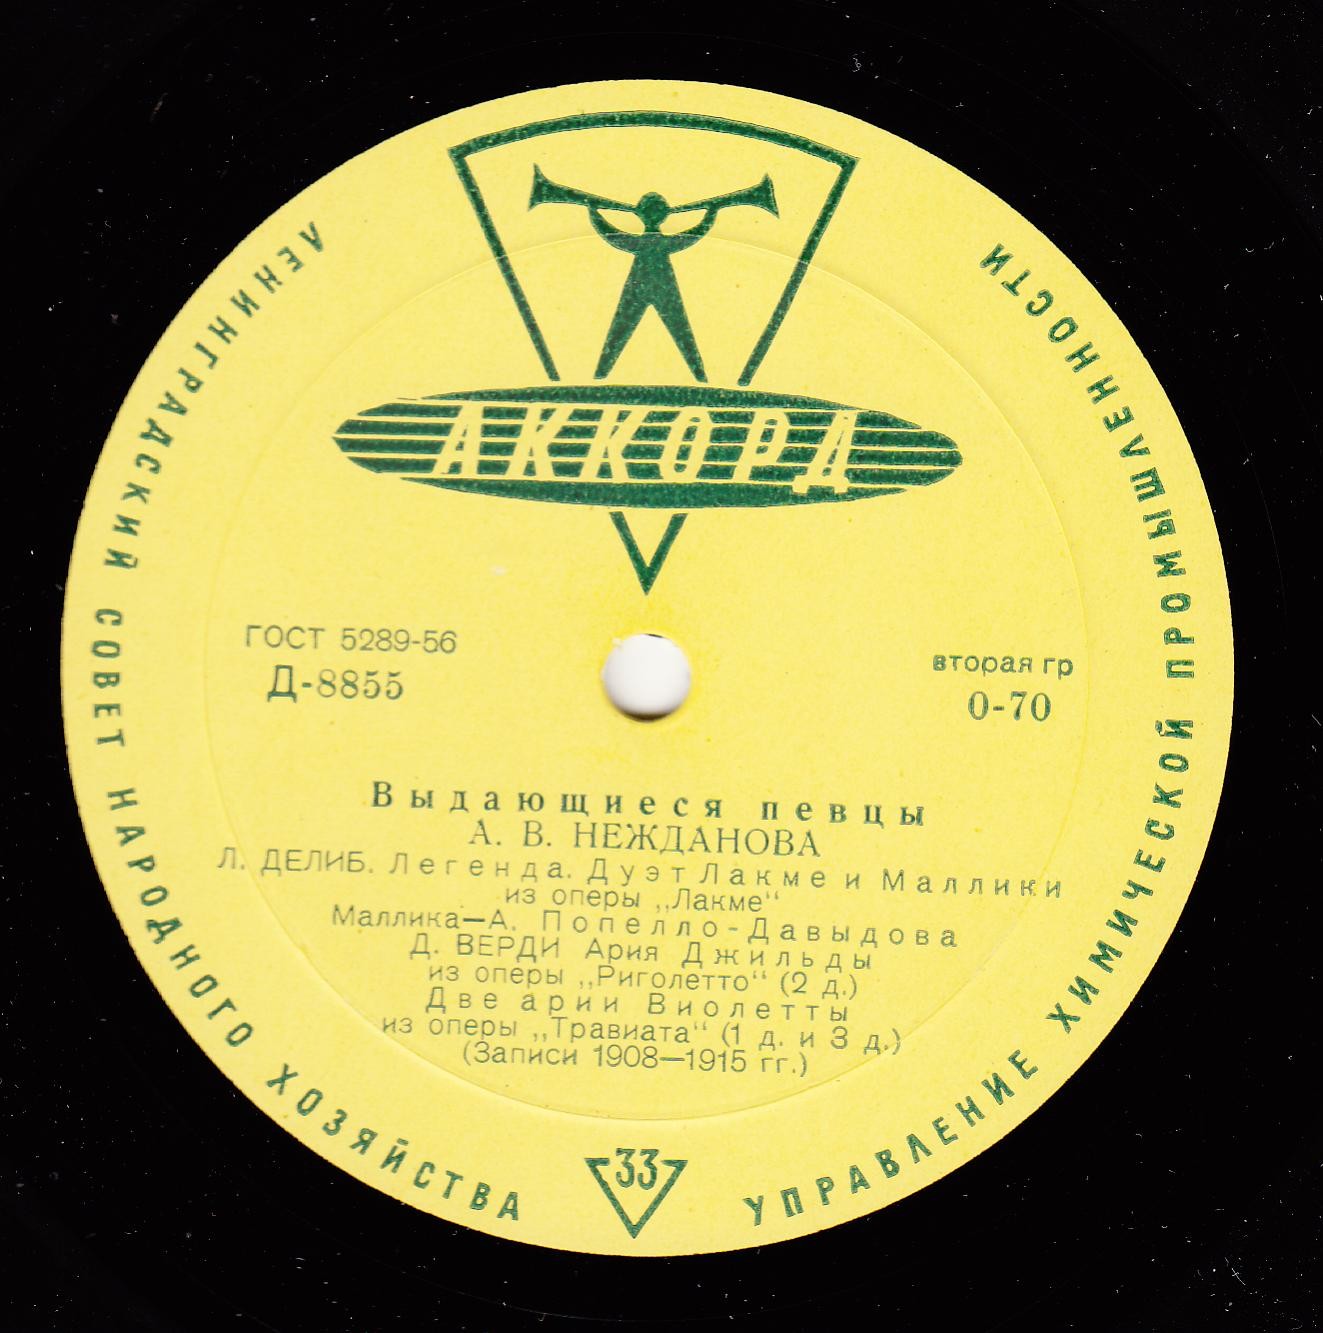 ЛЕНИНГРАДСКИЙ СОВЕТ НАРОДНОГО ХОЗЯЙСТВА
УПРАВЛЕНИЕ ХИМИЧЕСКОЙ ПРОМЫШЛЕННОСТИ
АККОРД
ГОСТ 5289-56
Д-8855
вторая гр
0-70
Выдающиеся певцы
А. В. НЕЖДАНОВА
Л. ДЕЛИБ. Легенда. Дуэт Лакме и Маллики
из оперы „Лакме“
Маллика—А. Попелло-Давыдова
Д. ВЕРДИ Ария Джильды
из оперы „Риголетто“ (2 д.)
Две арии Виолетты
из оперы „Травиата“ (1 д. и 3 д.)
(Записи 1908—1915 гг.)
33